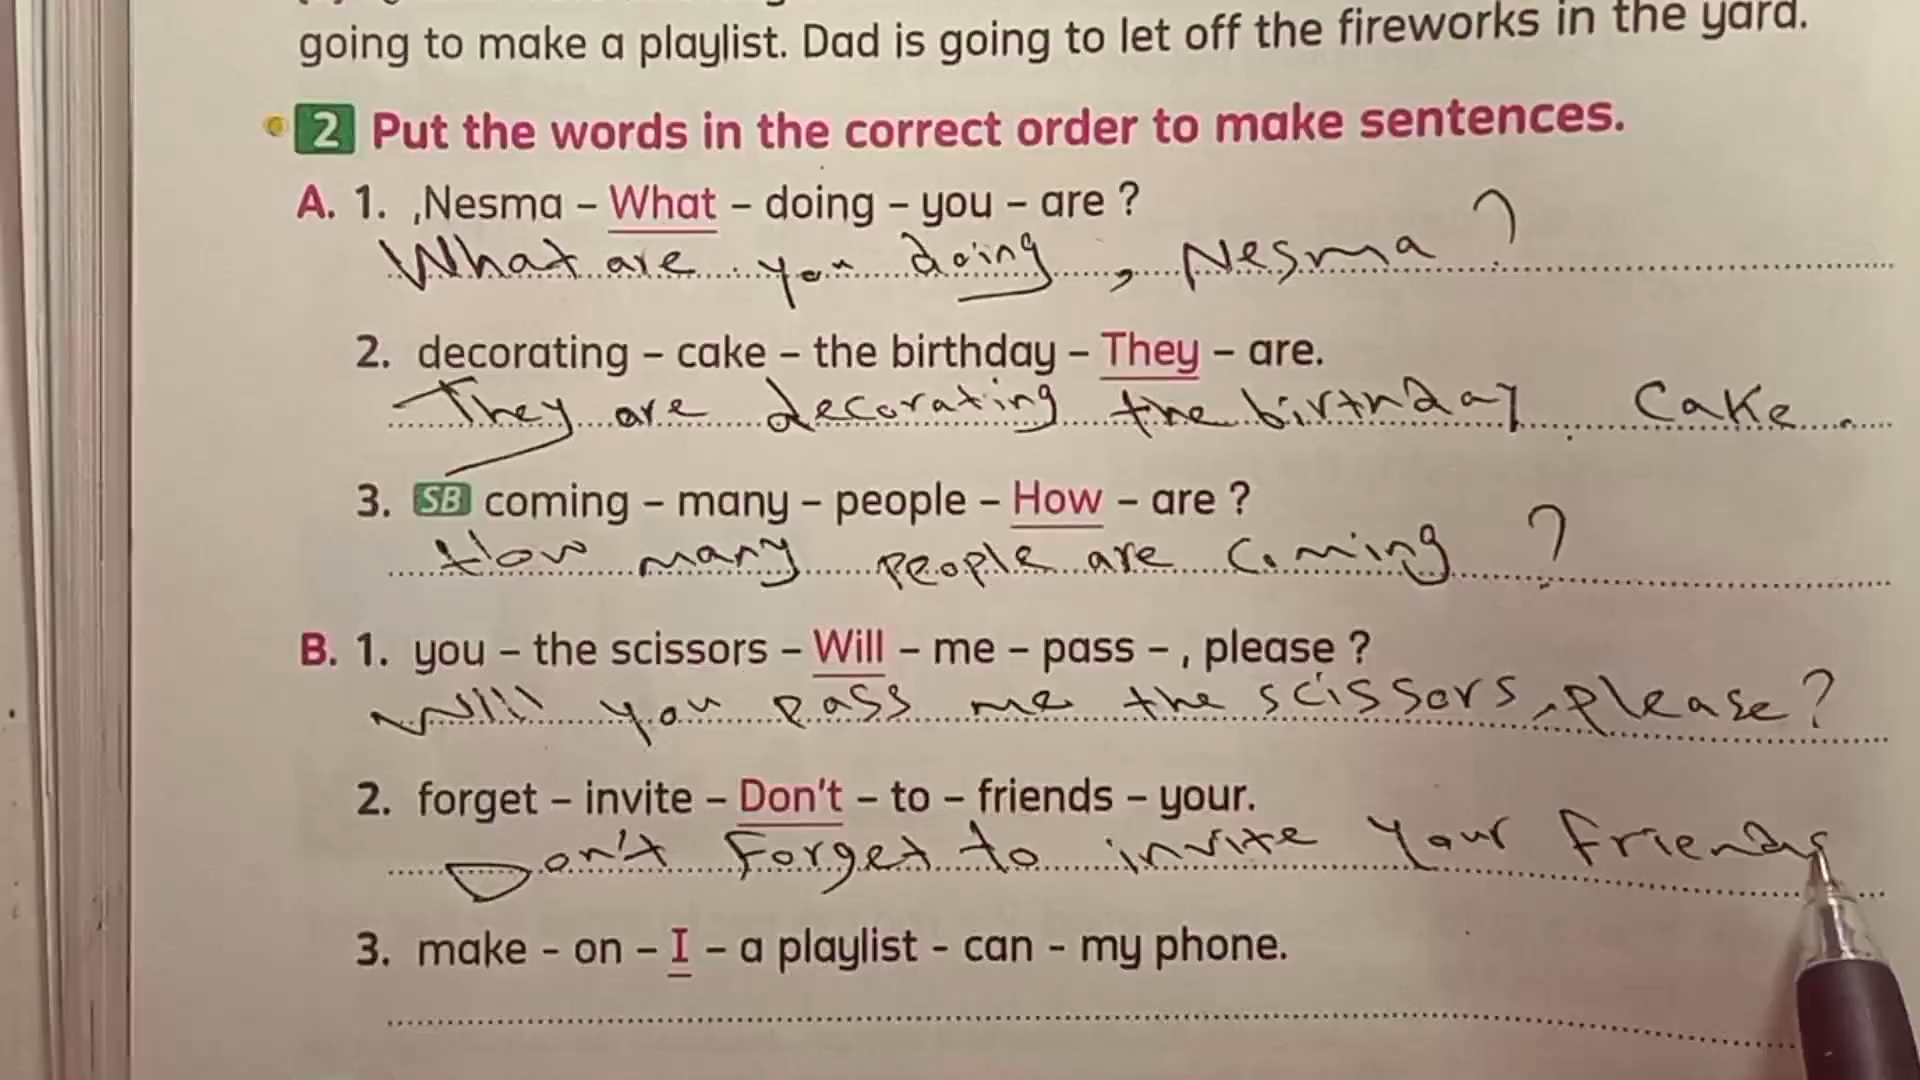 going to make a playlist. Dad is going to let off the fireworks in the yard.
2 Put the words in the correct order to make sentences.
A. 1. ,Nesma – What – doing – you – are ?
What are you doing , Nesma ?
2. decorating – cake – the birthday – They – are.
They are decorating the birthday cake .
3. SB coming – many – people – How – are ?
How many people are coming ?
B. 1. you – the scissors – Will – me – pass – , please ?
Will you pass me the scissors , please ?
2. forget – invite – Don't – to – friends – your.
Don't Forget to invite Your Friends
3. make - on – I – a playlist - can - my phone.